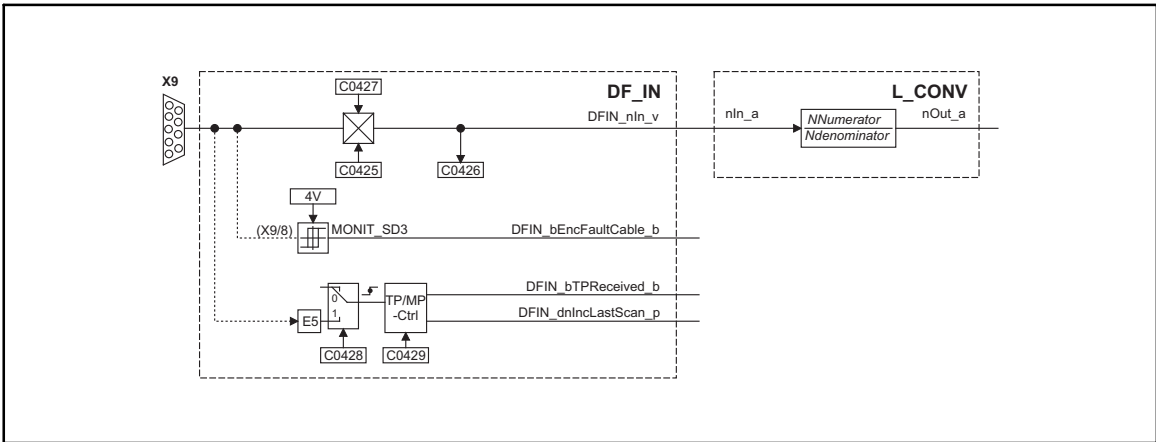 X9
C0427
DF_IN
L_CONV
DFIN_nIn_v
nIn_a
NNumerator
Ndenominator
nOut_a
C0425
C0426
4V
(X9/8)
MONIT_SD3
DFIN_bEncFaultCable_b
0
1
E5
TP/MP
-Ctrl
DFIN_bTPReceived_b
DFIN_dnIncLastScan_p
C0428
C0429